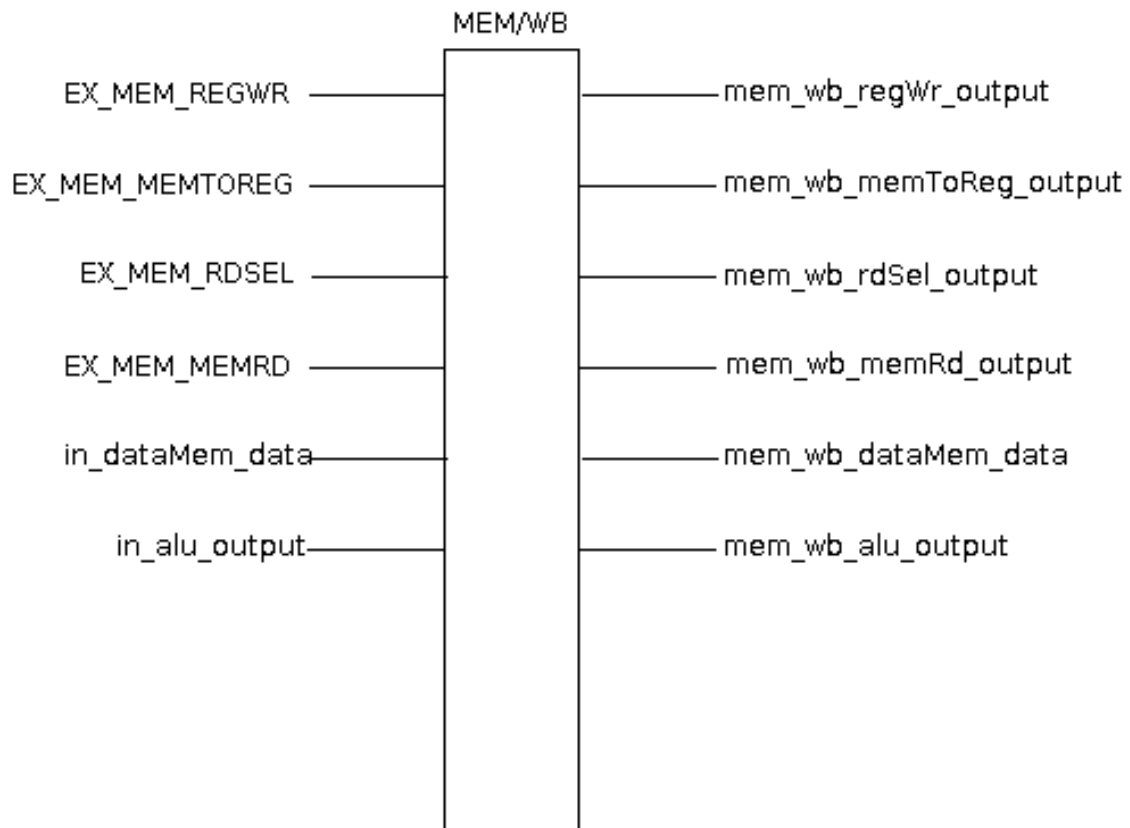 MEM/WB
EX_MEM_REGWR
mem_wb_regWr_output
EX_MEM_MEMTOREG
mem_wb_memToReg_output
EX_MEM_RDSEL
mem_wb_rdSel_output
EX_MEM_MEMRD
mem_wb_memRd_output
in_dataMem_data
mem_wb_dataMem_data
in_alu_output
mem_wb_alu_output